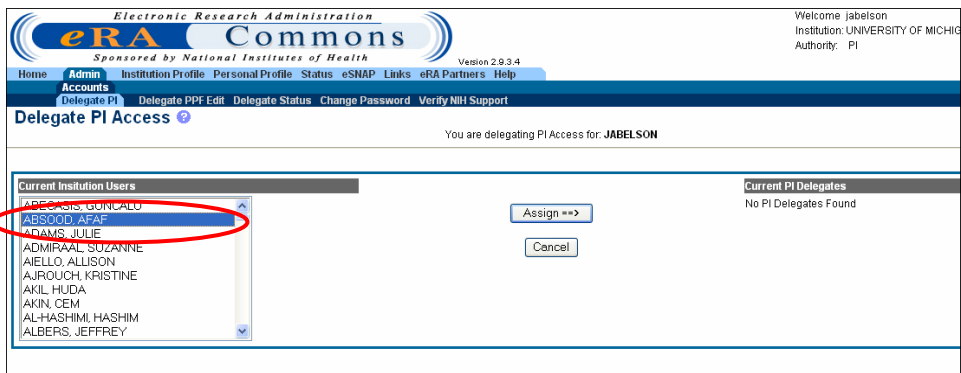 Electronic Research Administration
eRA Commons
Sponsored by National Institutes of Health
Version 2.9.3.4
Welcome jabelson
Institution: UNIVERSITY OF MICHIG
Authority: PI
Home Admin Institution Profile Personal Profile Status eSNAP Links eRA Partners Help
Accounts
Delegate PI Delegate PPF Edit Delegate Status Change Password Verify NIH Support
Delegate PI Access ?
You are delegating PI Access for: JABELSON
Current Insitution Users
Current PI Delegates
ABECASIS, GONCALO
No PI Delegates Found
ABSOOD, AFAF
Assign ==>
ADAMS, JULIE
ADMIRAAL, SUZANNE
Cancel
AIELLO, ALLISON
AJROUCH, KRISTINE
AKIL, HUDA
AKIN, CEM
AL-HASHIMI, HASHIM
ALBERS, JEFFREY